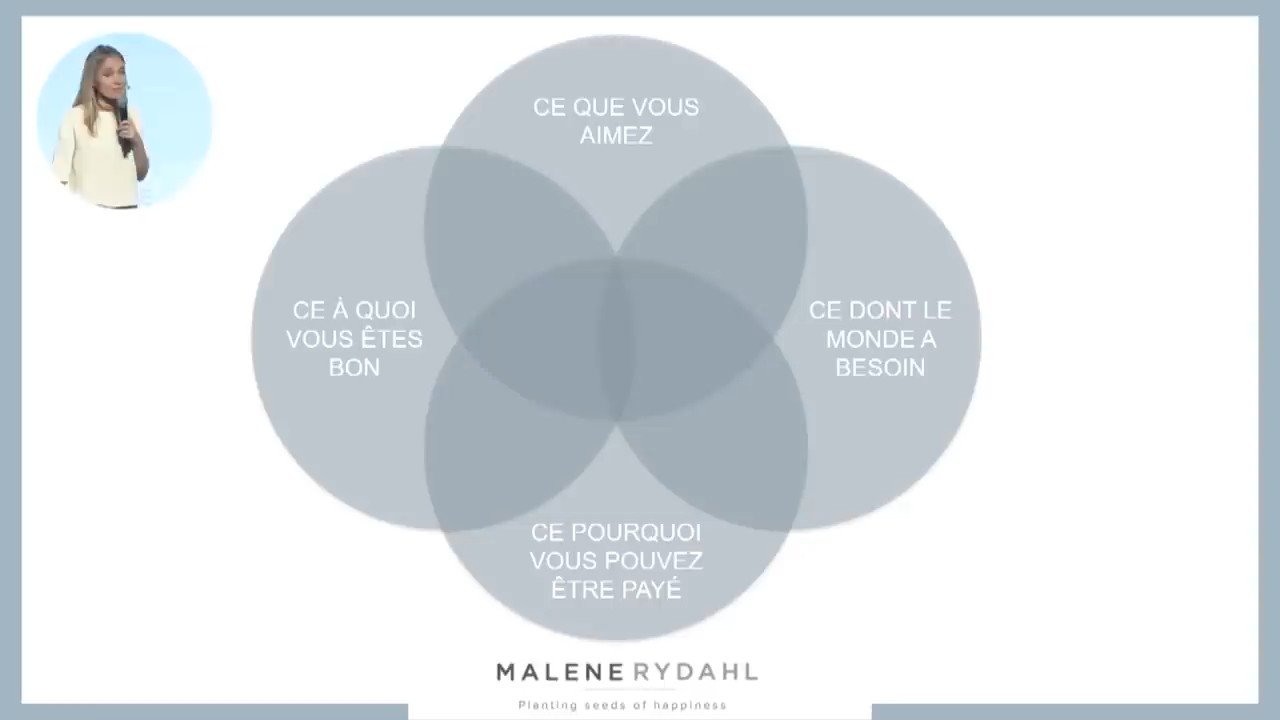 CE QUE VOUS
AIMEZ
CE À QUOI
VOUS ÊTES
BON
CE DONT LE
MONDE A
BESOIN
CE POURQUOI
VOUS POUVEZ
ÊTRE PAYÉ
MALENE RYDAHL
Planting seeds of happiness